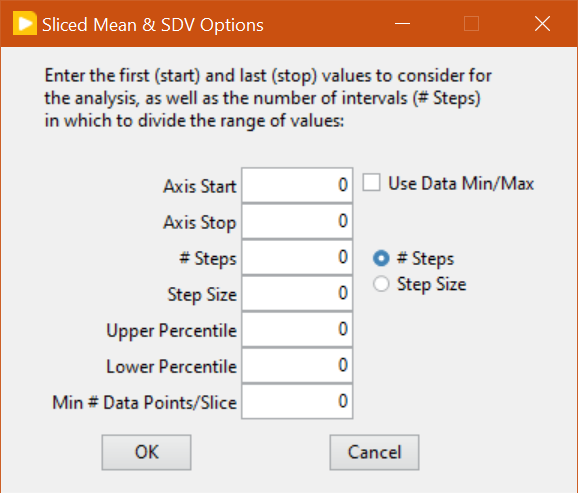 Sliced Mean & SDV Options
Enter the first (start) and last (stop) values to consider for
the analysis, as well as the number of intervals (# Steps)
in which to divide the range of values:
Axis Start 0 Use Data Min/Max
Axis Stop 0
# Steps 0 # Steps
Step Size 0 Step Size
Upper Percentile 0
Lower Percentile 0
Min # Data Points/Slice 0
OK Cancel